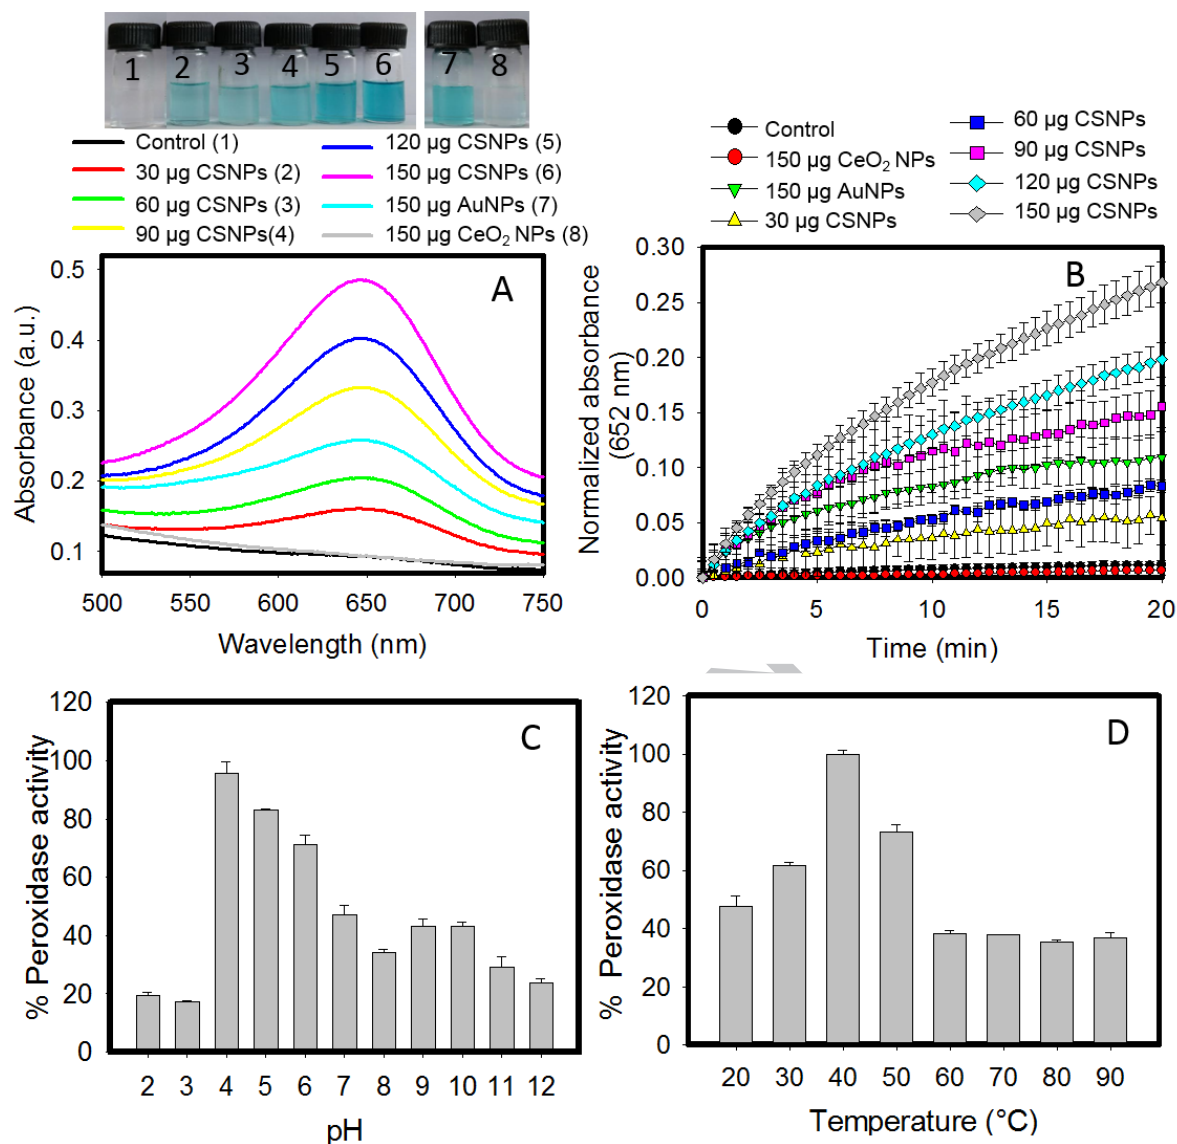 1 2 3 4 5 6 7 8
Control (1)
30 µg CSNPs (2)
60 µg CSNPs (3)
90 µg CSNPs(4)
120 µg CSNPs (5)
150 µg CSNPs (6)
150 µg AuNPs (7)
150 µg CeO₂ NPs (8)
A
Absorbance (a.u.)
0.5
0.4
0.3
0.2
0.1
500 550 600 650 700 750
Wavelength (nm)
Control
150 µg CeO₂ NPs
150 µg AuNPs
30 µg CSNPs
60 µg CSNPs
90 µg CSNPs
120 µg CSNPs
150 µg CSNPs
B
Normalized absorbance
(652 nm)
0.30
0.25
0.20
0.15
0.10
0.05
0.00
0 5 10 15 20
Time (min)
C
% Peroxidase activity
120
100
80
60
40
20
0
2 3 4 5 6 7 8 9 10 11 12
pH
D
% Peroxidase activity
120
100
80
60
40
20
0
20 30 40 50 60 70 80 90
Temperature (°C)